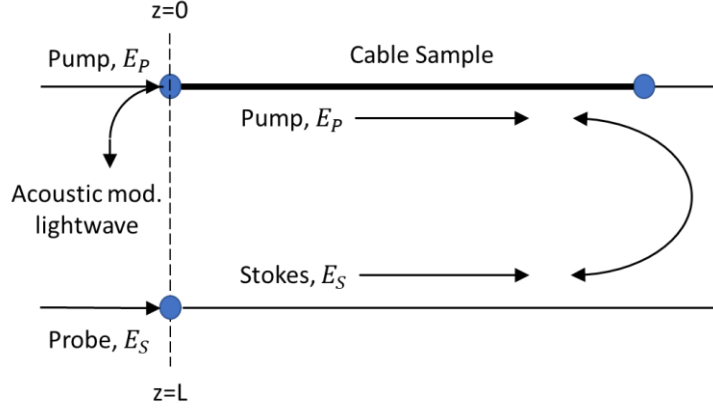 z=0
Pump, E_P
Cable Sample
Pump, E_P
Acoustic mod.
lightwave
Stokes, E_S
Probe, E_S
z=L